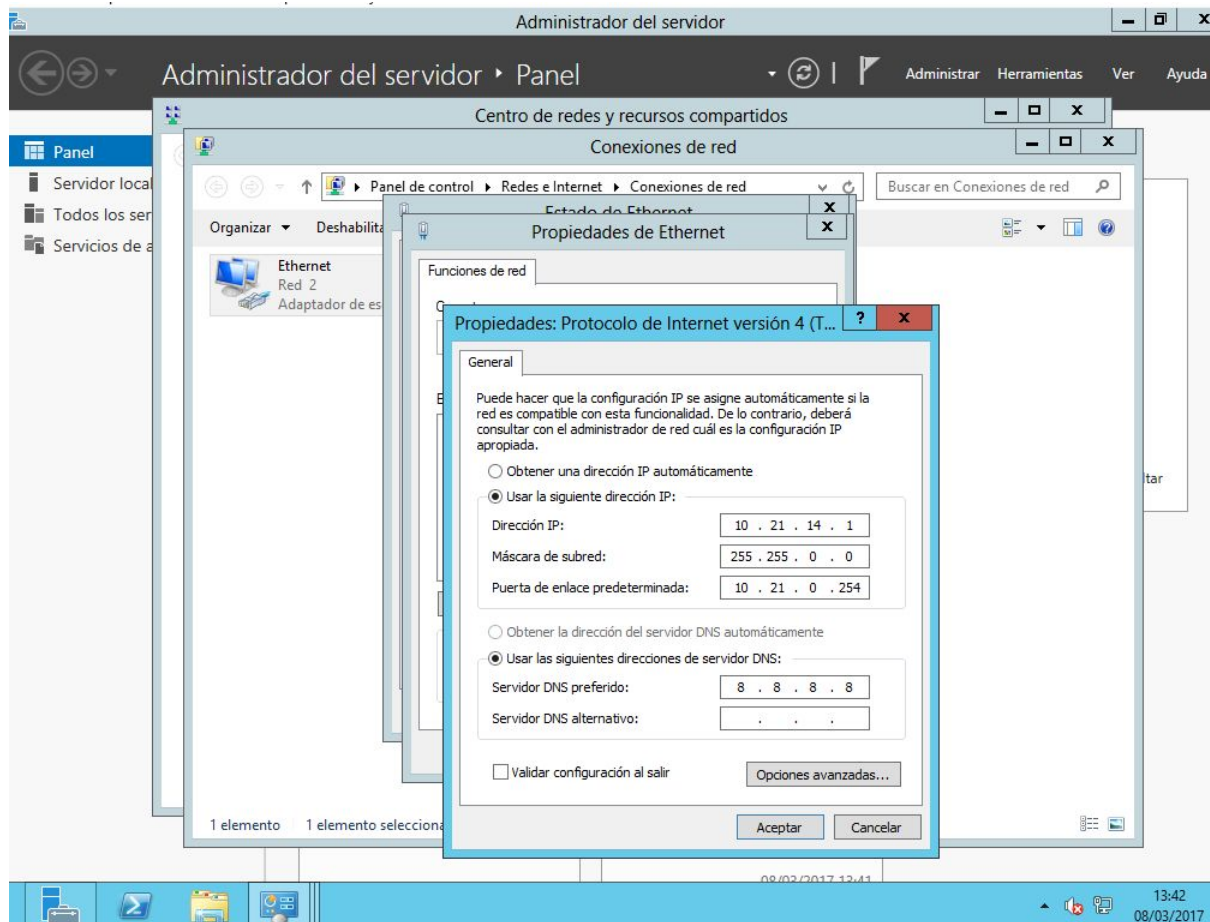 Administrador del servidor
Administrador del servidor ‣ Panel
Administrar Herramientas Ver Ayuda
Centro de redes y recursos compartidos
Conexiones de red
Panel
Servidor local
Todos los ser
Servicios de a
Panel de control ‣ Redes e Internet ‣ Conexiones de red
Buscar en Conexiones de red
Organizar
Deshabilita
Estado de Ethernet
Propiedades de Ethernet
Ethernet
Red 2
Adaptador de es
Funciones de red
Propiedades: Protocolo de Internet versión 4 (T...
General
Puede hacer que la configuración IP se asigne automáticamente si la
red es compatible con esta funcionalidad. De lo contrario, deberá
consultar con el administrador de red cuál es la configuración IP
apropiada.
Obtener una dirección IP automáticamente
Usar la siguiente dirección IP:
Dirección IP: 10 . 21 . 14 . 1
Máscara de subred: 255 . 255 . 0 . 0
Puerta de enlace predeterminada: 10 . 21 . 0 . 254
Obtener la dirección del servidor DNS automáticamente
Usar las siguientes direcciones de servidor DNS:
Servidor DNS preferido: 8 . 8 . 8 . 8
Servidor DNS alternativo: . . .
Validar configuración al salir
Opciones avanzadas...
Aceptar Cancelar
tar
1 elemento 1 elemento selecciona
08/03/2017 13:41
13:42
08/03/2017